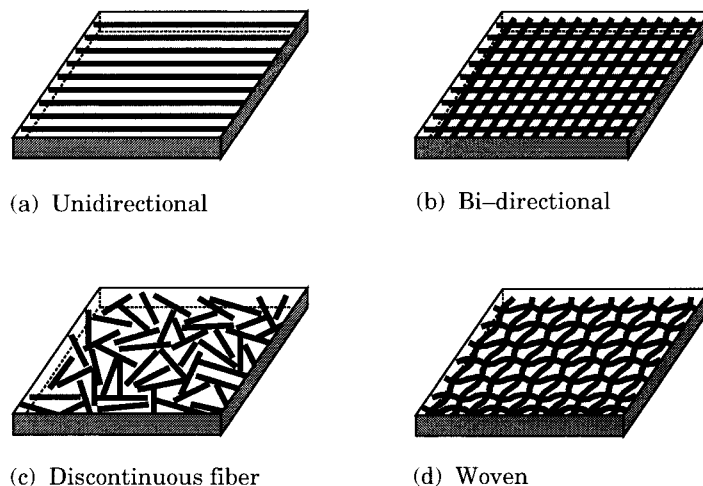 (a) Unidirectional
(b) Bi–directional
(c) Discontinuous fiber
(d) Woven